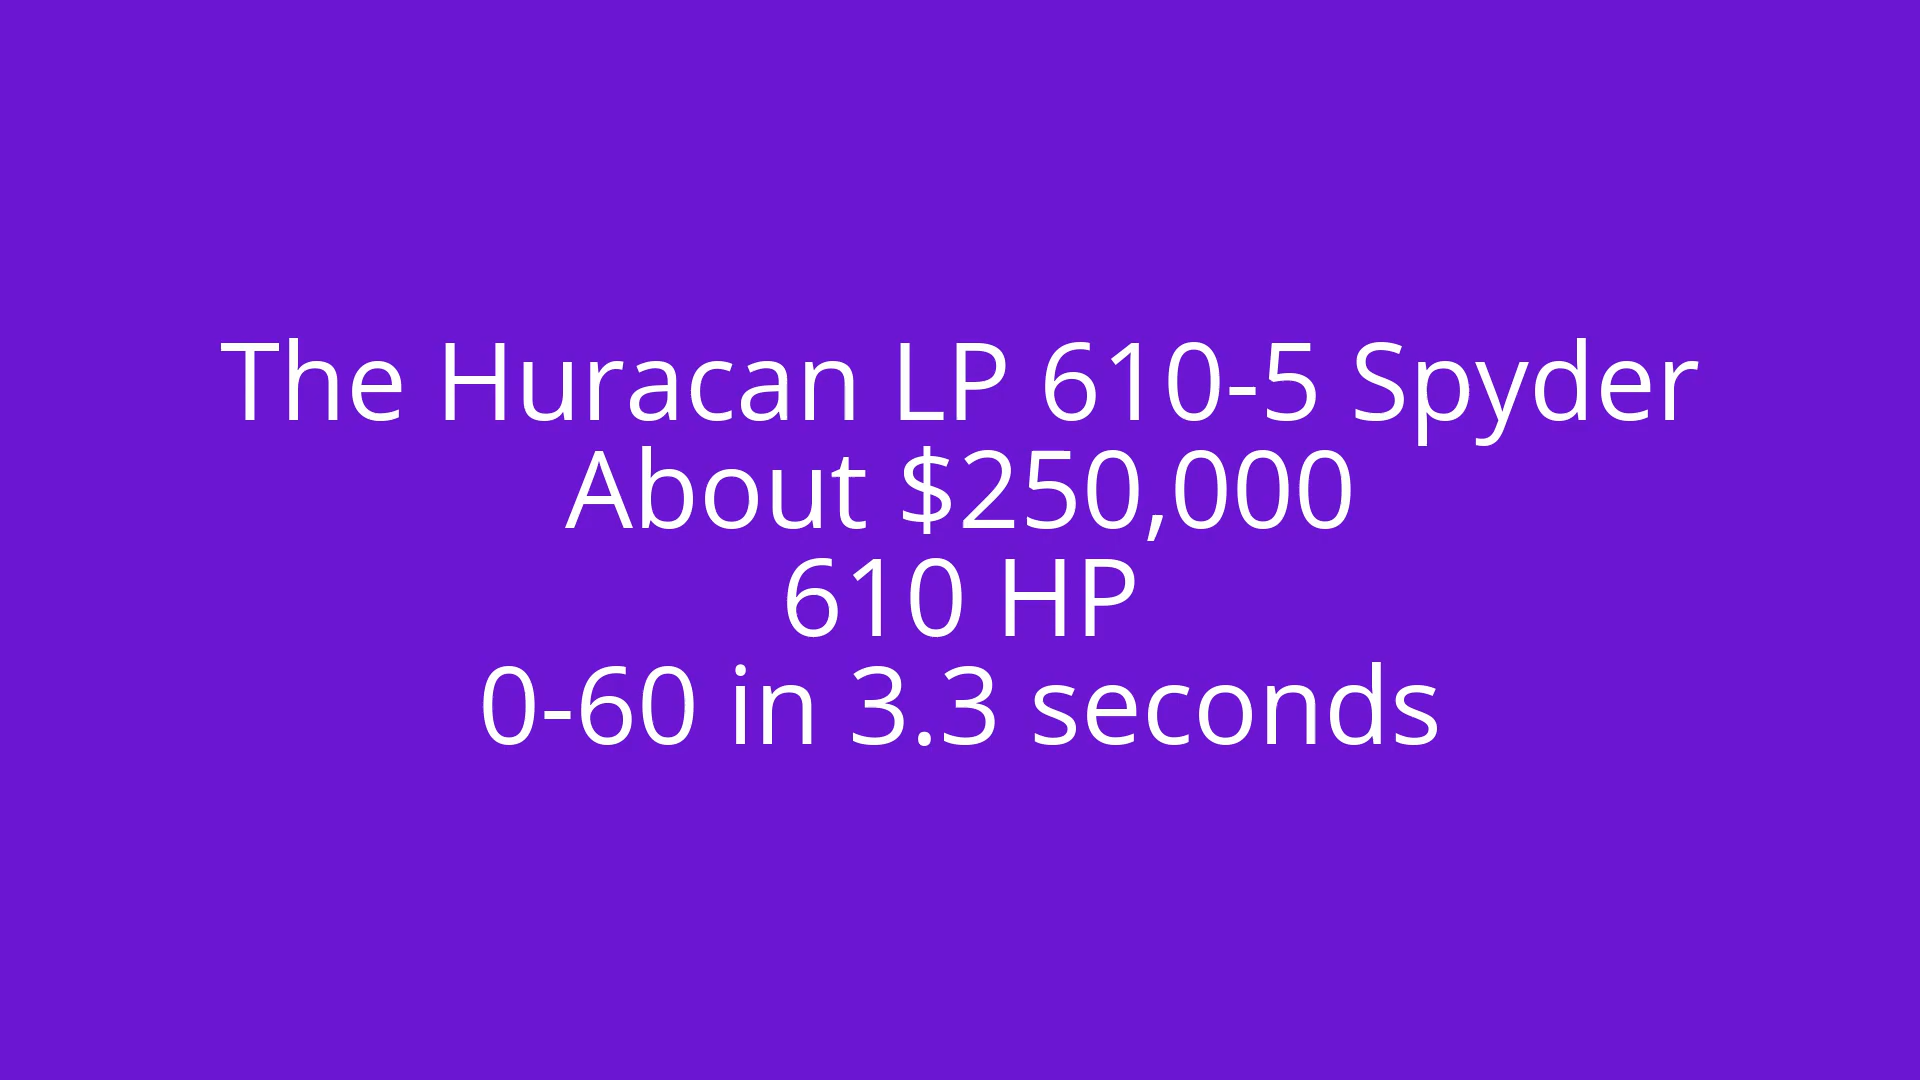 The Huracan LP 610-5 Spyder
About $250,000
610 HP
0-60 in 3.3 seconds